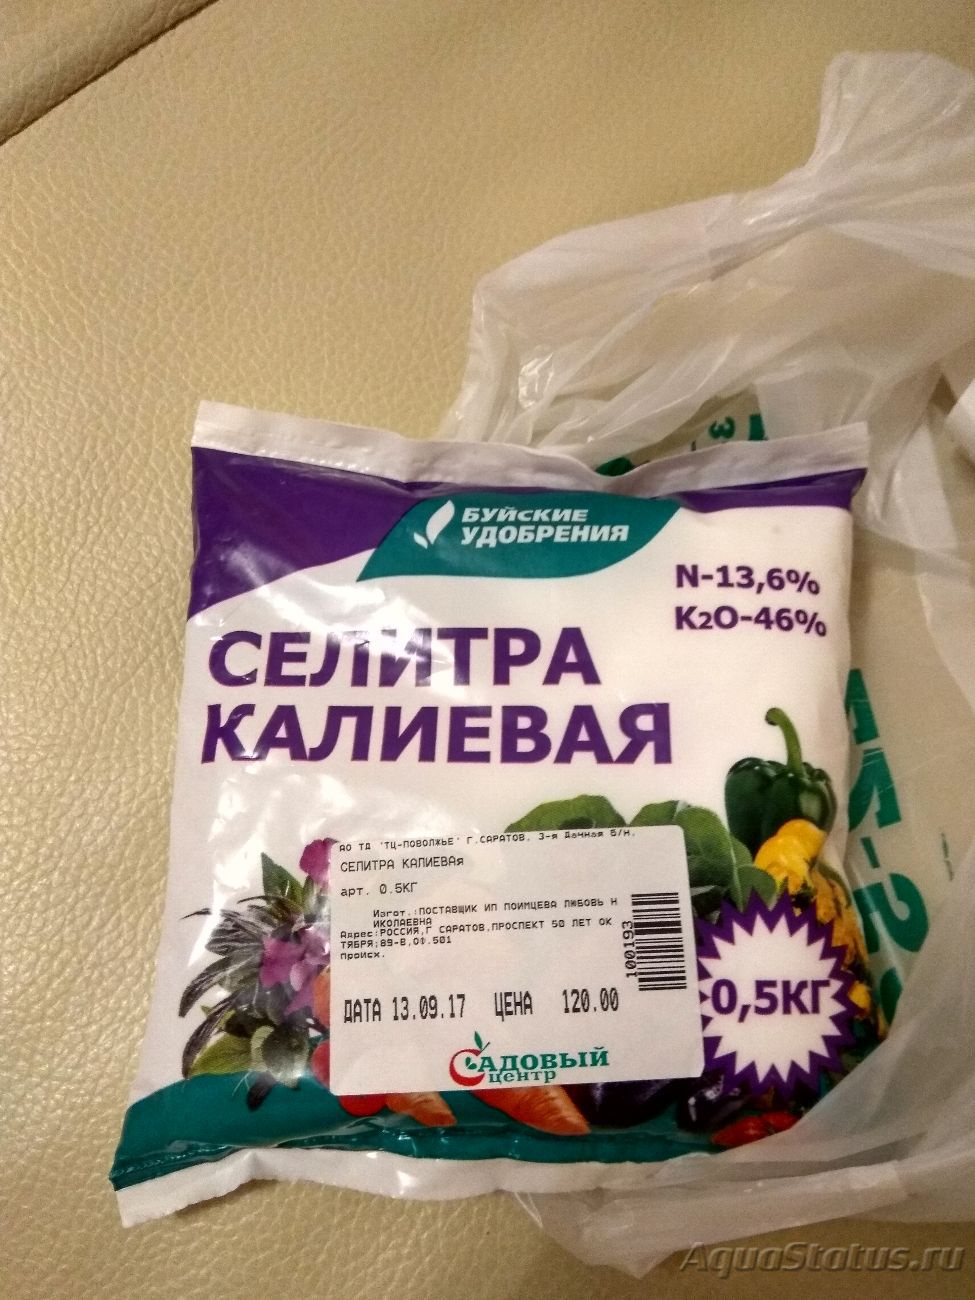 БУЙСКИЕ
УДОБРЕНИЯ
N-13,6%
K2O-46%
СЕЛИТРА
КАЛИЕВАЯ
АО ТД "ТЦ-ПОВОЛЖЬЕ" Г.САРАТОВ, 3-я Дачная Б/Н.
СЕЛИТРА КАЛИЕВАЯ
арт. 0.5КГ
Изгот.:ПОСТАВЩИК ИП ПОИМЦЕВА ЛЮБОВЬ Н
ИКОЛАЕВНА
Адрес:РОССИЯ,Г САРАТОВ,ПРОСПЕКТ 50 ЛЕТ ОК
ТЯБРЯ;89-В,ОФ.501
происх.
100193
ДАТА 13.09.17 ЦЕНА 120.00
САДОВЫЙ
ЦЕНТР
0,5КГ
AquaStatus.ru